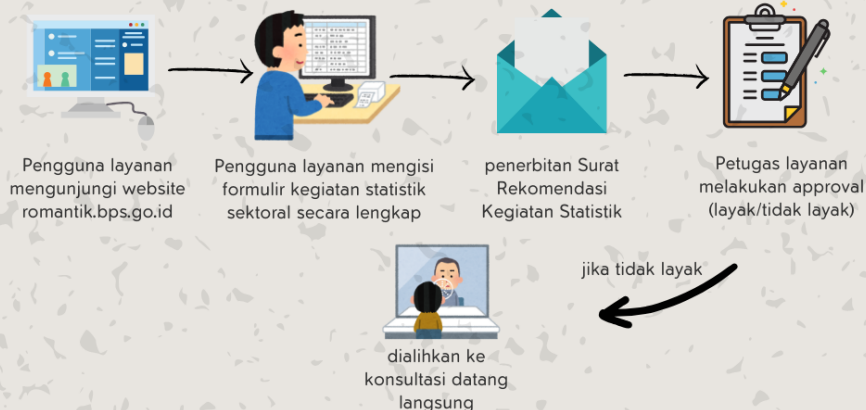 Pengguna layanan
mengunjungi website
romantik.bps.go.id
Pengguna layanan mengisi
formulir kegiatan statistik
sektoral secara lengkap
penerbitan Surat
Rekomendasi
Kegiatan Statistik
Petugas layanan
melakukan approval
(layak/tidak layak)
jika tidak layak
dialihkan ke
konsultasi datang
langsung